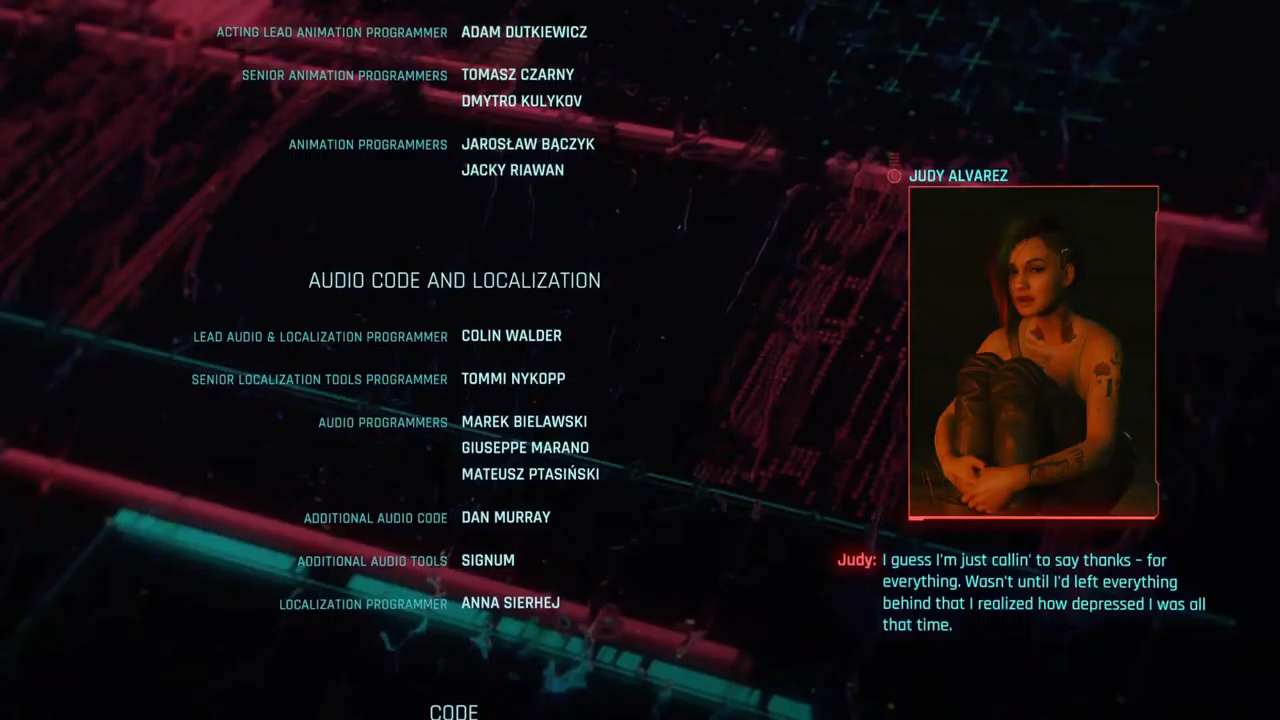 ACTING LEAD ANIMATION PROGRAMMER ADAM DUTKIEWICZ
SENIOR ANIMATION PROGRAMMERS TOMASZ CZARNY
DMYTRO KULYKOV
ANIMATION PROGRAMMERS JAROSŁAW BĄCZYK
JACKY RIAWAN
AUDIO CODE AND LOCALIZATION
LEAD AUDIO & LOCALIZATION PROGRAMMER COLIN WALDER
SENIOR LOCALIZATION TOOLS PROGRAMMER TOMMI NYKOPP
AUDIO PROGRAMMERS MAREK BIELAWSKI
GIUSEPPE MARANO
MATEUSZ PTASIŃSKI
ADDITIONAL AUDIO CODE DAN MURRAY
ADDITIONAL AUDIO TOOLS SIGNUM
LOCALIZATION PROGRAMMER ANNA SIERHEJ
CODE
JUDY ALVAREZ
Judy: I guess I'm just callin' to say thanks – for
everything. Wasn't until I'd left everything
behind that I realized how depressed I was all
that time.